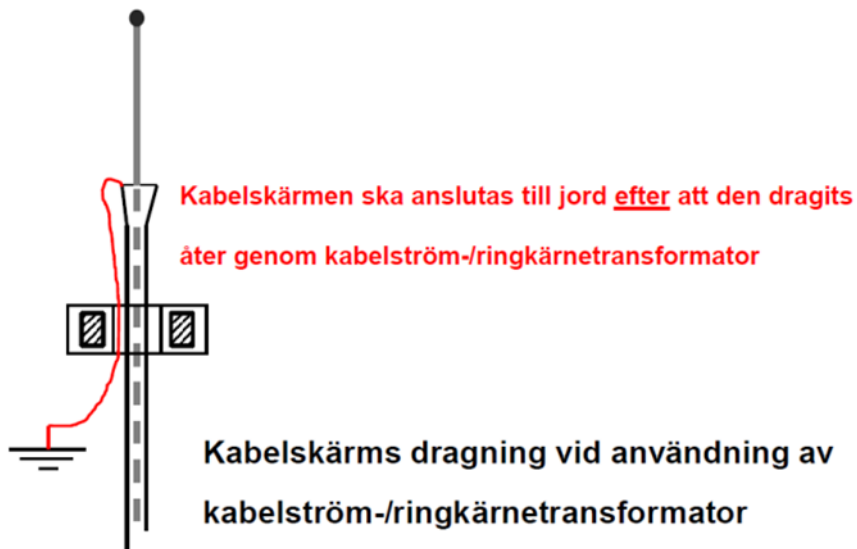 Kabelskärmen ska anslutas till jord efter att den dragits
åter genom kabelström-/ringkärnetransformator
Kabelskärms dragning vid användning av
kabelström-/ringkärnetransformator